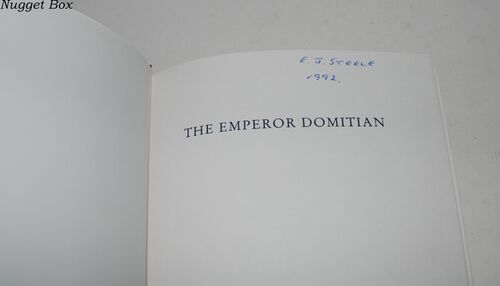 Nugget Box
E. J. STEELE
1992.
THE EMPEROR DOMITIAN